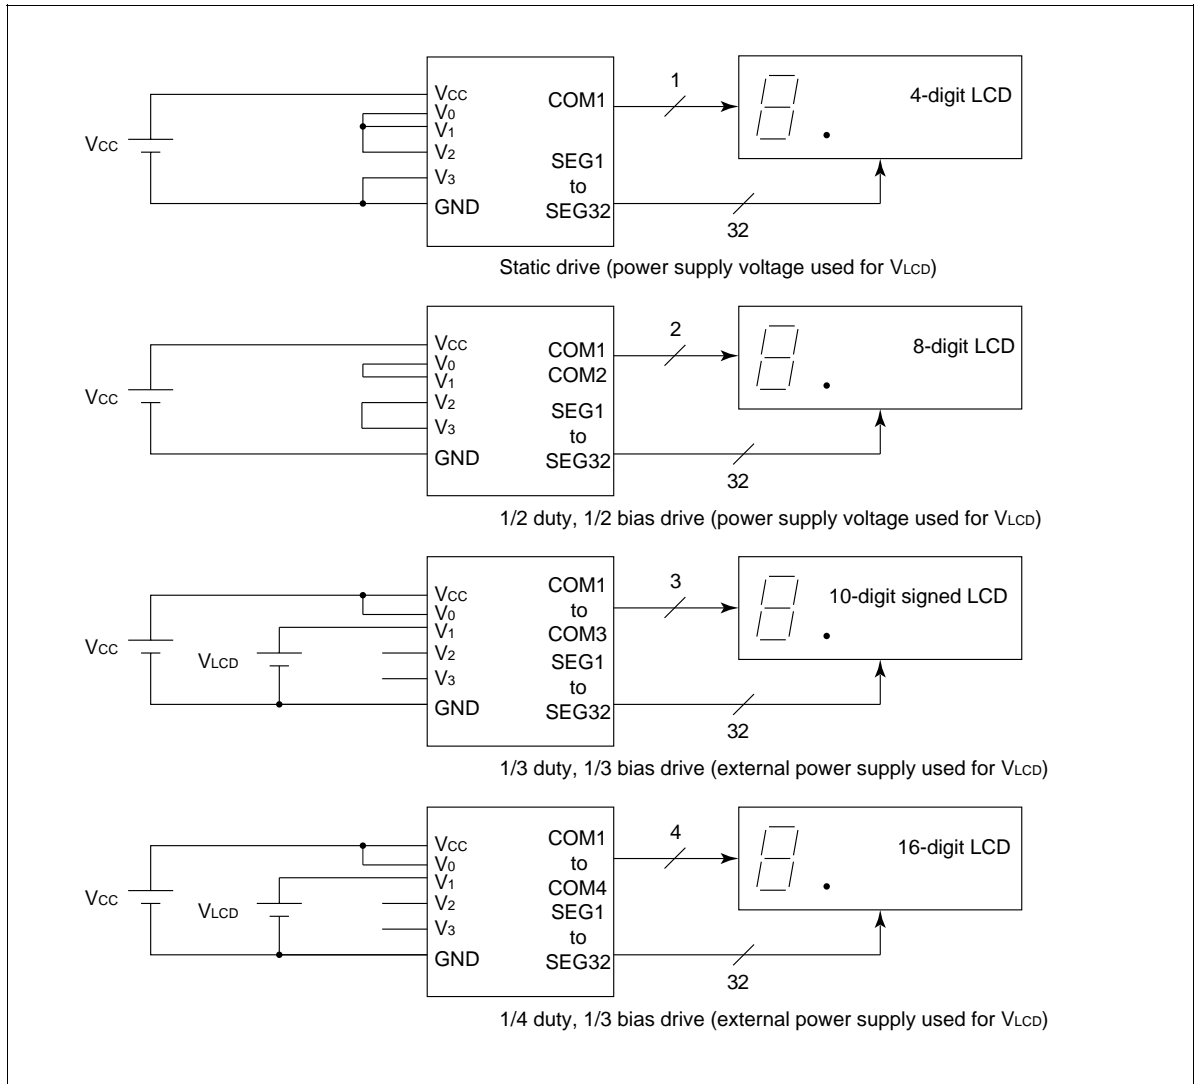 VCC
VCC
V0
V1
V2
V3
GND
COM1
SEG1
to
SEG32
1
32
4-digit LCD
Static drive (power supply voltage used for VLCD)
VCC
VCC
V0
V1
V2
V3
GND
COM1
COM2
SEG1
to
SEG32
2
32
8-digit LCD
1/2 duty, 1/2 bias drive (power supply voltage used for VLCD)
VCC
VLCD
VCC
V0
V1
V2
V3
GND
COM1
to
COM3
SEG1
to
SEG32
3
32
10-digit signed LCD
1/3 duty, 1/3 bias drive (external power supply used for VLCD)
VCC
VLCD
VCC
V0
V1
V2
V3
GND
COM1
to
COM4
SEG1
to
SEG32
4
32
16-digit LCD
1/4 duty, 1/3 bias drive (external power supply used for VLCD)